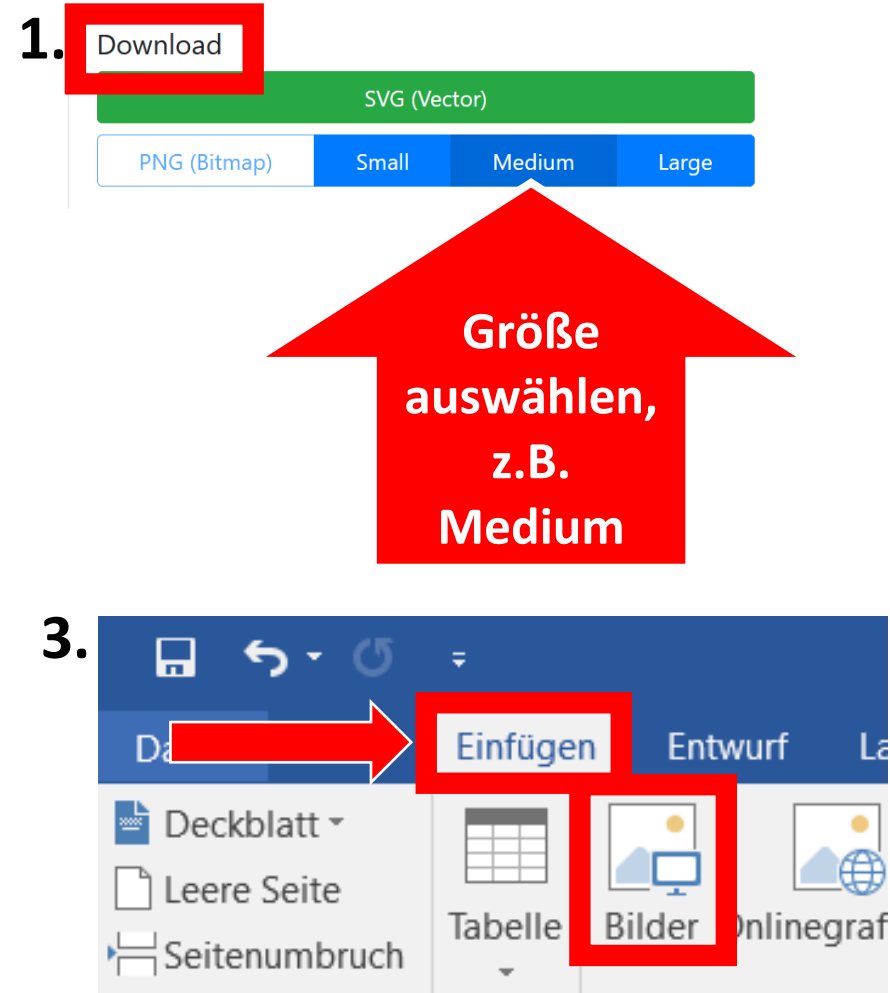 1.
Download
SVG (Vector)
PNG (Bitmap) Small Medium Large
Größe
auswählen,
z.B.
Medium
3.
Einfügen Entwurf
Deckblatt
Leere Seite
Seitenumbruch
Tabelle Bilder